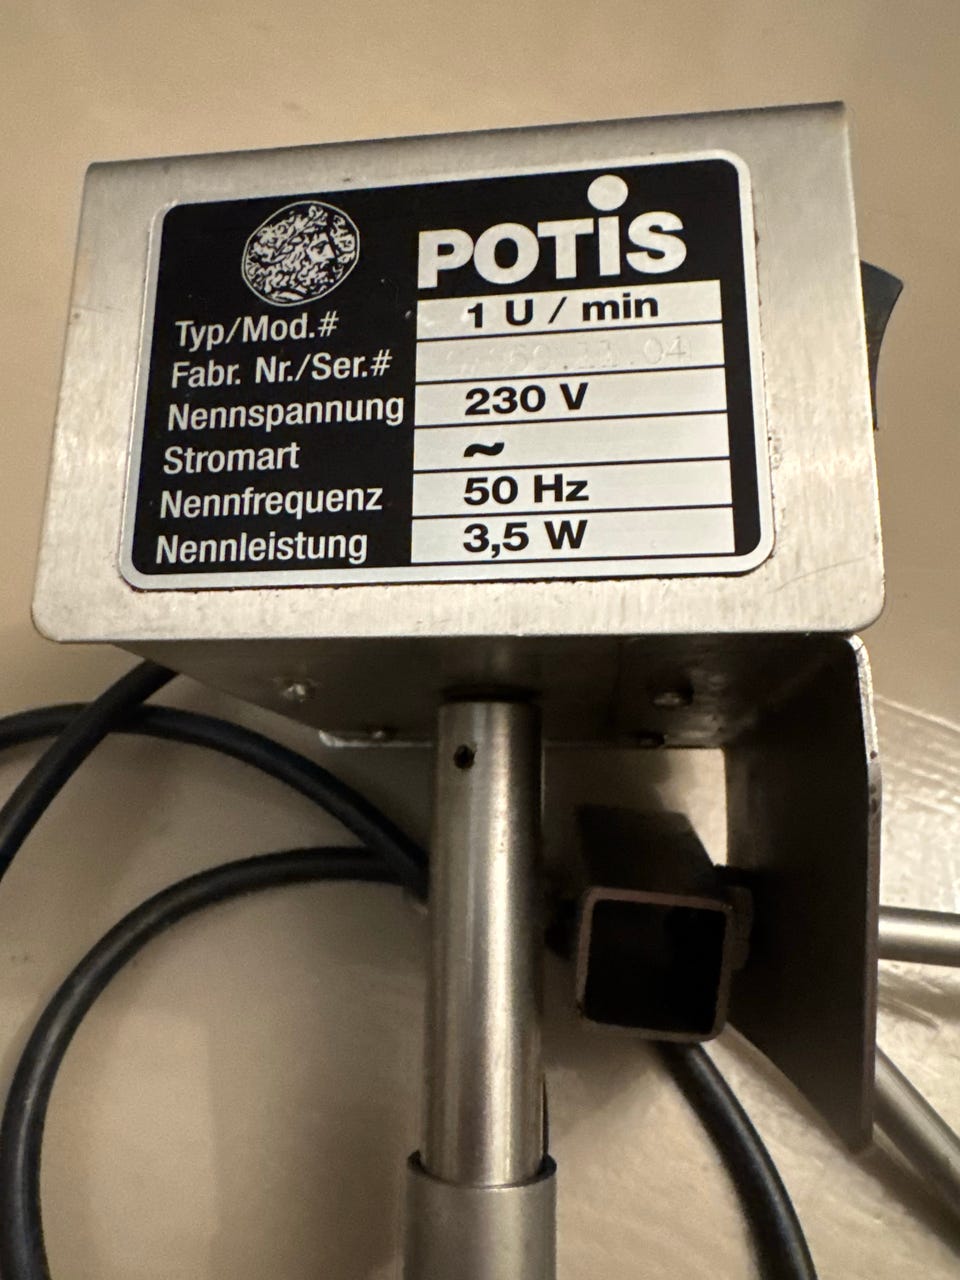 POTiS
Typ/Mod.# 1 U / min
Fabr. Nr./Ser.#
Nennspannung 230 V
Stromart ~
Nennfrequenz 50 Hz
Nennleistung 3,5 W